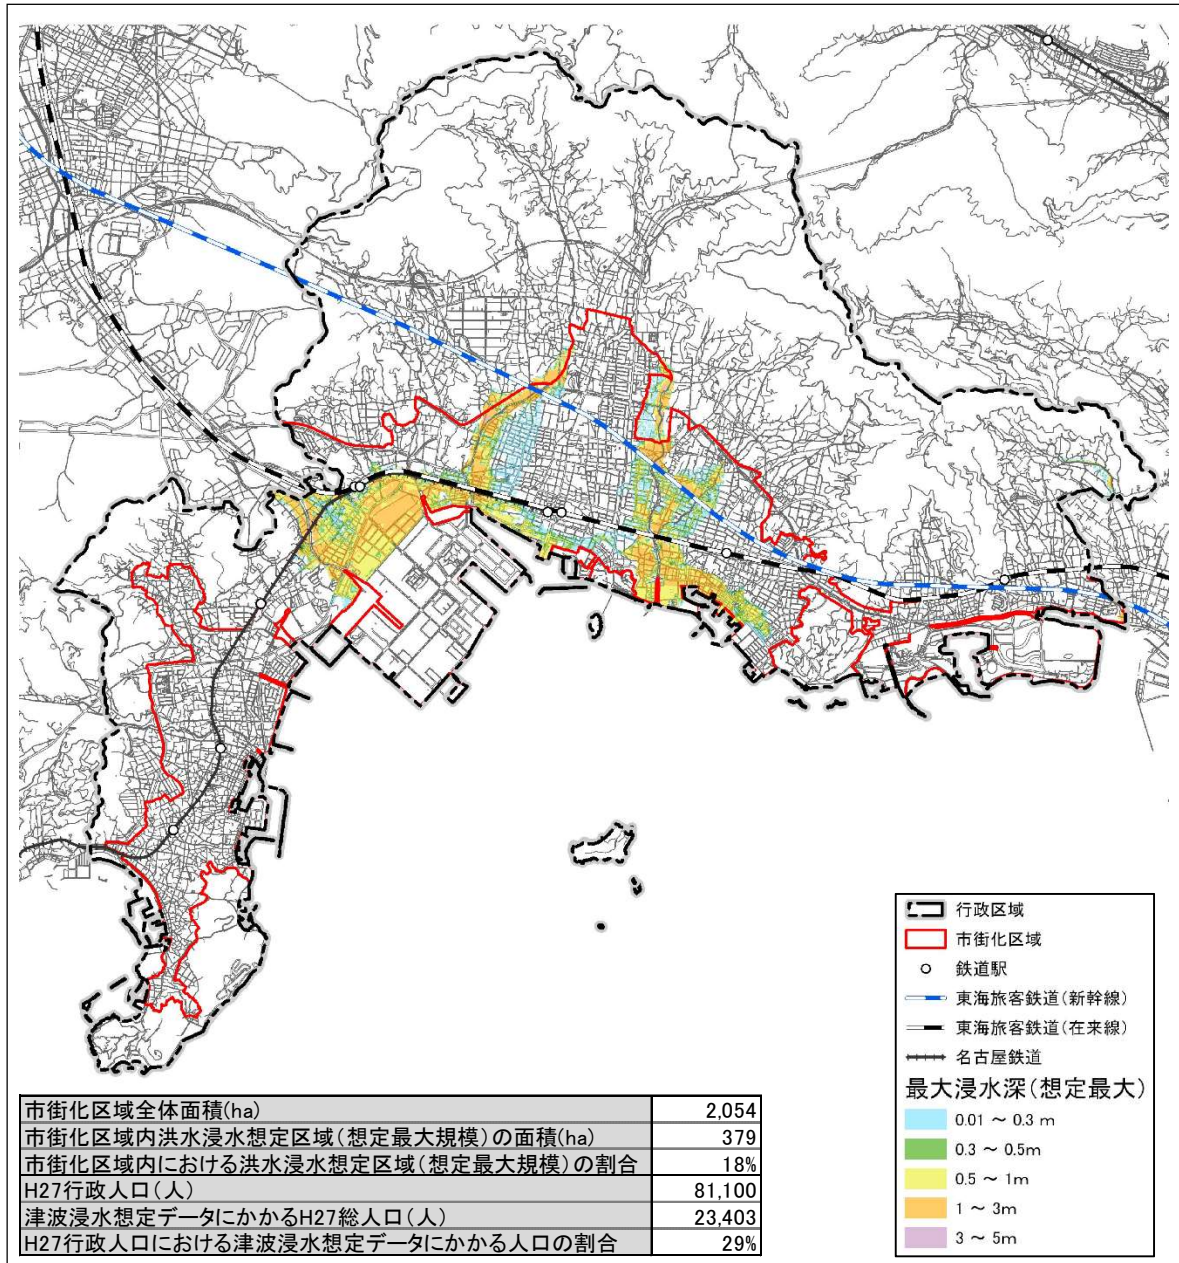 行政区域
市街化区域
鉄道駅
東海旅客鉄道(新幹線)
東海旅客鉄道(在来線)
名古屋鉄道
最大浸水深(想定最大)
0.01 ～ 0.3 m
0.3 ～ 0.5m
0.5 ～ 1m
1 ～ 3m
3 ～ 5m
市街化区域全体面積(ha) 2,054
市街化区域内洪水浸水想定区域(想定最大規模)の面積(ha) 379
市街化区域内における洪水浸水想定区域(想定最大規模)の割合 18%
H27行政人口(人) 81,100
津波浸水想定データにかかるH27総人口(人) 23,403
H27行政人口における津波浸水想定データにかかる人口の割合 29%